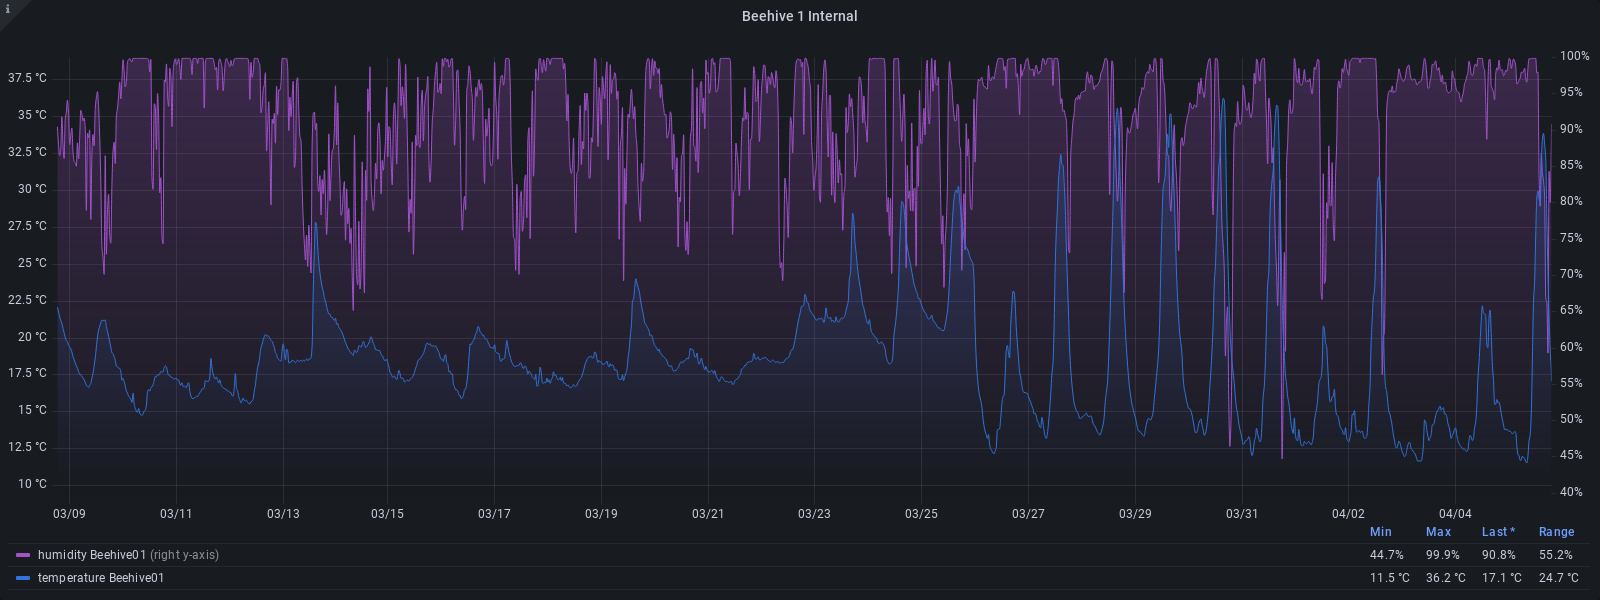 i
Beehive 1 Internal
37.5 °C
35 °C
32.5 °C
30 °C
27.5 °C
25 °C
22.5 °C
20 °C
17.5 °C
15 °C
12.5 °C
10 °C
100%
95%
90%
85%
80%
75%
70%
65%
60%
55%
50%
45%
40%
03/09 03/11 03/13 03/15 03/17 03/19 03/21 03/23 03/25 03/27 03/29 03/31 04/02 04/04
Min Max Last * Range
humidity Beehive01 (right y-axis) 44.7% 99.9% 90.8% 55.2%
temperature Beehive01 11.5 °C 36.2 °C 17.1 °C 24.7 °C